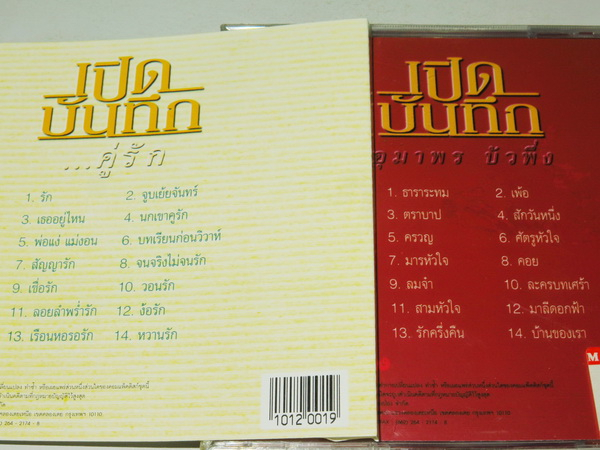 เปิด
บันทึก
...คู่รัก
1. รัก
2. จูบเย้ยจันทร์
3. เธออยู่ไหน
4. นกเขาคูรัก
5. พ่อแง่ แม่งอน
6. บทเรียนก่อนวิวาห์
7. สัญญารัก
8. จนจริงไม่จนรัก
9. เชื่อรัก
10. วอนรัก
11. ลอยลำพร่ำรัก
12. ง้อรัก
13. เรือนหอรอรัก
14. หวานรัก
1012 0019
เปิด
บันทึก
อุมาพร บัวพึ่ง
1. ธาราระทม
2. เพ้อ
3. ตราบาป
4. สักวันหนึ่ง
5. ครวญ
6. ศัตรูหัวใจ
7. มารหัวใจ
8. คอย
9. ลมจ๋า
10. ละครบทเศร้า
11. สามหัวใจ
12. มาลีดอกฟ้า
13. รักครึ่งคืน
14. บ้านของเรา
M